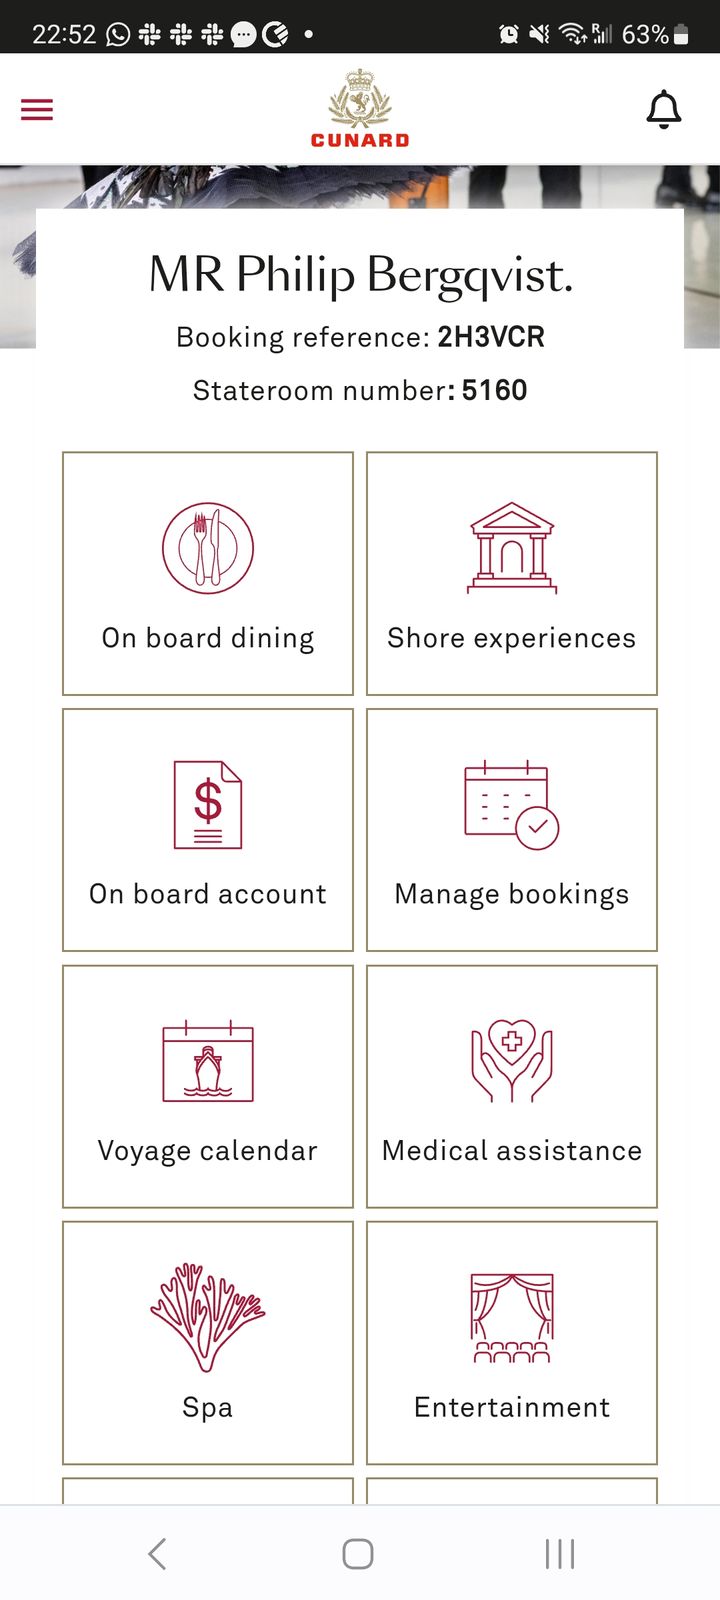 22:52 63%
CUNARD
MR Philip Bergqvist.
Booking reference: 2H3VCR
Stateroom number: 5160
On board dining
Shore experiences
$
On board account
Manage bookings
Voyage calendar
Medical assistance
Spa
Entertainment